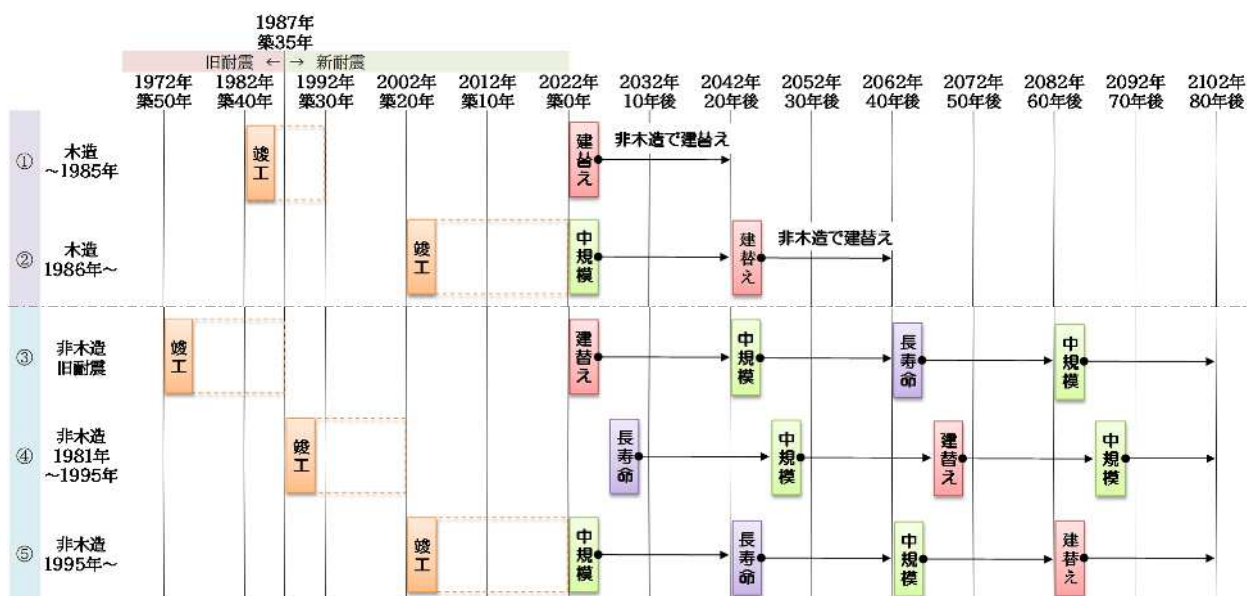 1987年
築35年
旧耐震 ← → 新耐震
1972年 1982年 1992年 2002年 2012年 2022年 2032年 2042年 2052年 2062年 2072年 2082年 2092年 2102年
築50年 築40年 築30年 築20年 築10年 築0年 10年後 20年後 30年後 40年後 50年後 60年後 70年後 80年後
① 木造
~1985年
竣工
建替え
非木造で建替え
② 木造
1986年~
竣工
中規模
建替え
非木造で建替え
③ 非木造
旧耐震
竣工
建替え
中規模
長寿命
中規模
④ 非木造
1981年
~1995年
竣工
長寿命
中規模
建替え
中規模
⑤ 非木造
1995年~
竣工
中規模
長寿命
中規模
建替え